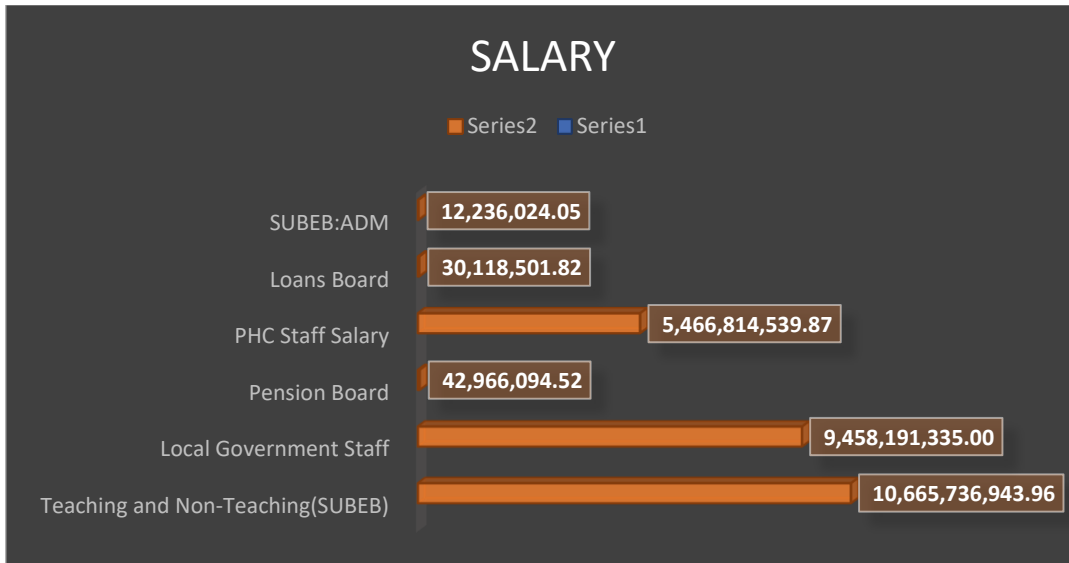 SALARY
Series2 Series1
SUBEB:ADM 12,236,024.05
Loans Board 30,118,501.82
PHC Staff Salary 5,466,814,539.87
Pension Board 42,966,094.52
Local Government Staff 9,458,191,335.00
Teaching and Non-Teaching(SUBEB) 10,665,736,943.96